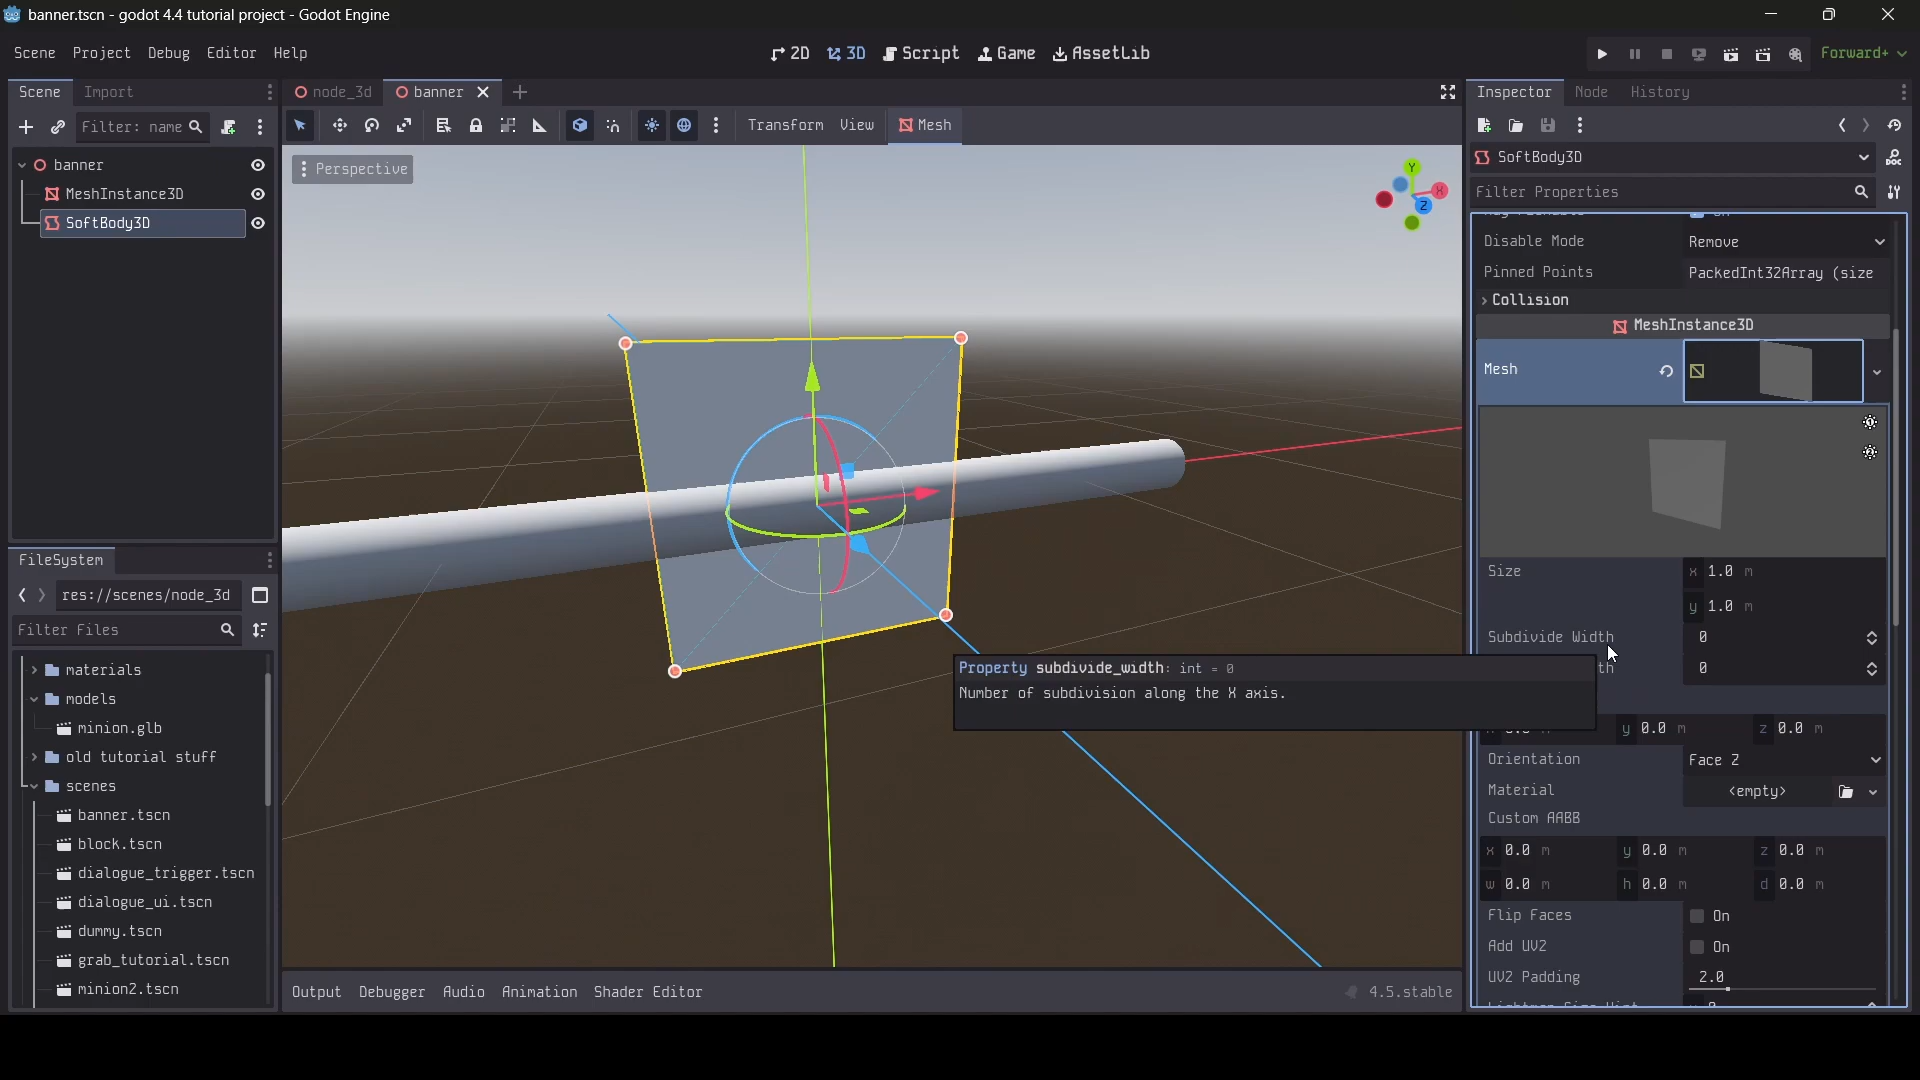 banner.tscn - godot 4.4 tutorial project - Godot Engine
Scene Project Debug Editor Help
2D 3D Script Game AssetLib
Forward+
Scene Import
Filter: name
banner
MeshInstance3D
SoftBody3D
FileSystem
res://scenes/node_3d
Filter Files
materials
models
minion.glb
old tutorial stuff
scenes
banner.tscn
block.tscn
dialogue_trigger.tscn
dialogue_ui.tscn
dummy.tscn
grab_tutorial.tscn
minion2.tscn
node_3d banner
Transform View Mesh
Perspective
Y
X
Z
Property subdivide_width: int = 0
Number of subdivision along the X axis.
Output Debugger Audio Animation Shader Editor
4.5.stable
Inspector Node History
SoftBody3D
DOC
Filter Properties
Disable Mode Remove
Pinned Points PackedInt32Array (size
Collision
MeshInstance3D
Mesh
Size x 1.0 m
y 1.0 m
Subdivide Width 0
th 0
y 0.0 m z 0.0 m
Orientation Face Z
Material <empty>
Custom AABB
x 0.0 m y 0.0 m z 0.0 m
w 0.0 m h 0.0 m d 0.0 m
Flip Faces On
Add UV2 On
UV2 Padding 2.0